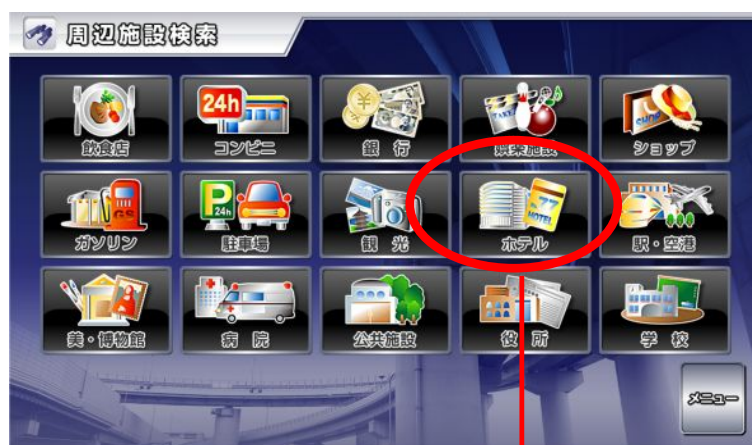 周辺施設検索
24h
飲食店
コンビニ
銀行
TAKE
娯楽施設
SHOP
ショップ
GS
ガソリン
P
24h
駐車場
観光
77
HOTEL
ホテル
駅・空港
美・博物館
病院
公共施設
役所
学校
メニュー